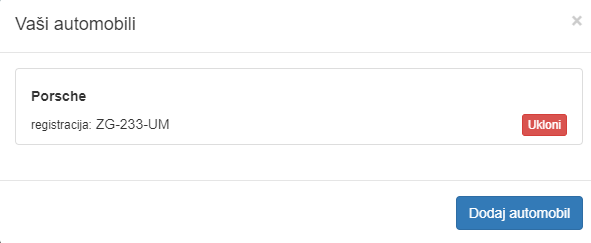 Vaši automobili
×
Porsche
registracija: ZG-233-UM
Ukloni
Dodaj automobil